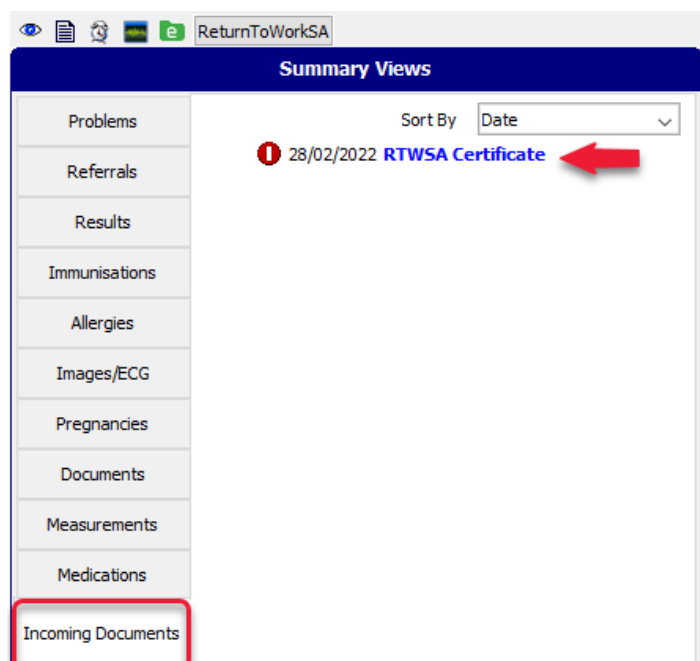 ReturnToWorkSA
Summary Views
Problems
Referrals
Results
Immunisations
Allergies
Images/ECG
Pregnancies
Documents
Measurements
Medications
Incoming Documents
Sort By Date
28/02/2022 RTWSA Certificate